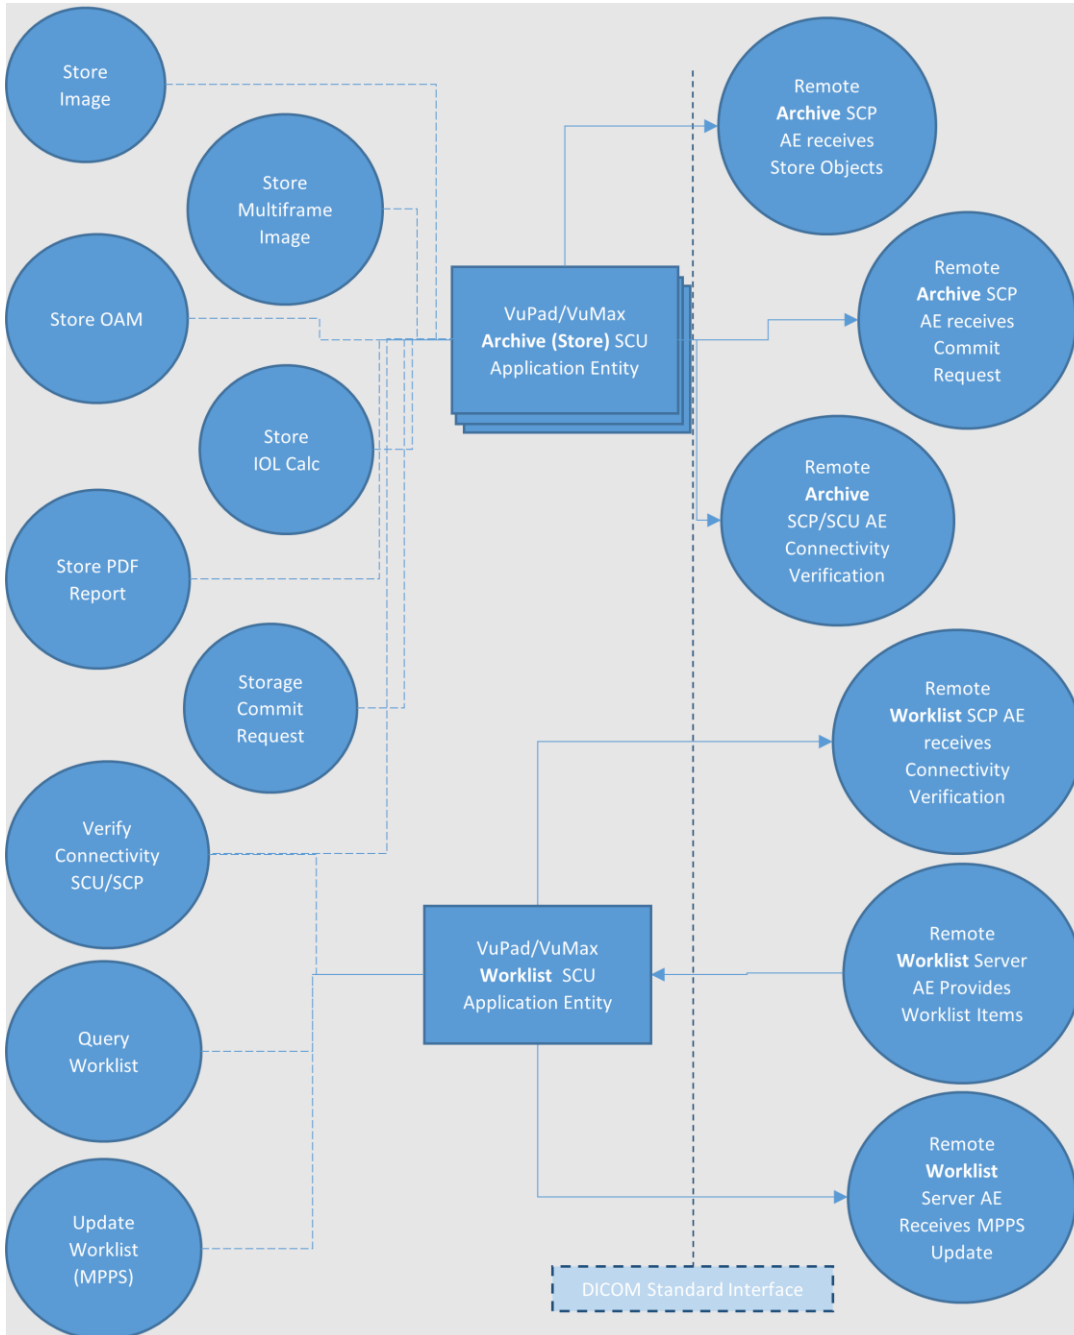 Store
Image
Store
Multiframe
Image
Store OAM
Store
IOL Calc
Store PDF
Report
Storage
Commit
Request
Verify
Connectivity
SCU/SCP
Query
Worklist
Update
Worklist
(MPPS)
VuPad/VuMax
Archive (Store) SCU
Application Entity
VuPad/VuMax
Worklist SCU
Application Entity
Remote
Archive SCP
AE receives
Store Objects
Remote
Archive SCP
AE receives
Commit
Request
Remote
Archive
SCP/SCU AE
Connectivity
Verification
Remote
Worklist SCP AE
receives
Connectivity
Verification
Remote
Worklist Server
AE Provides
Worklist Items
Remote
Worklist
Server AE
Receives MPPS
Update
DICOM Standard Interface